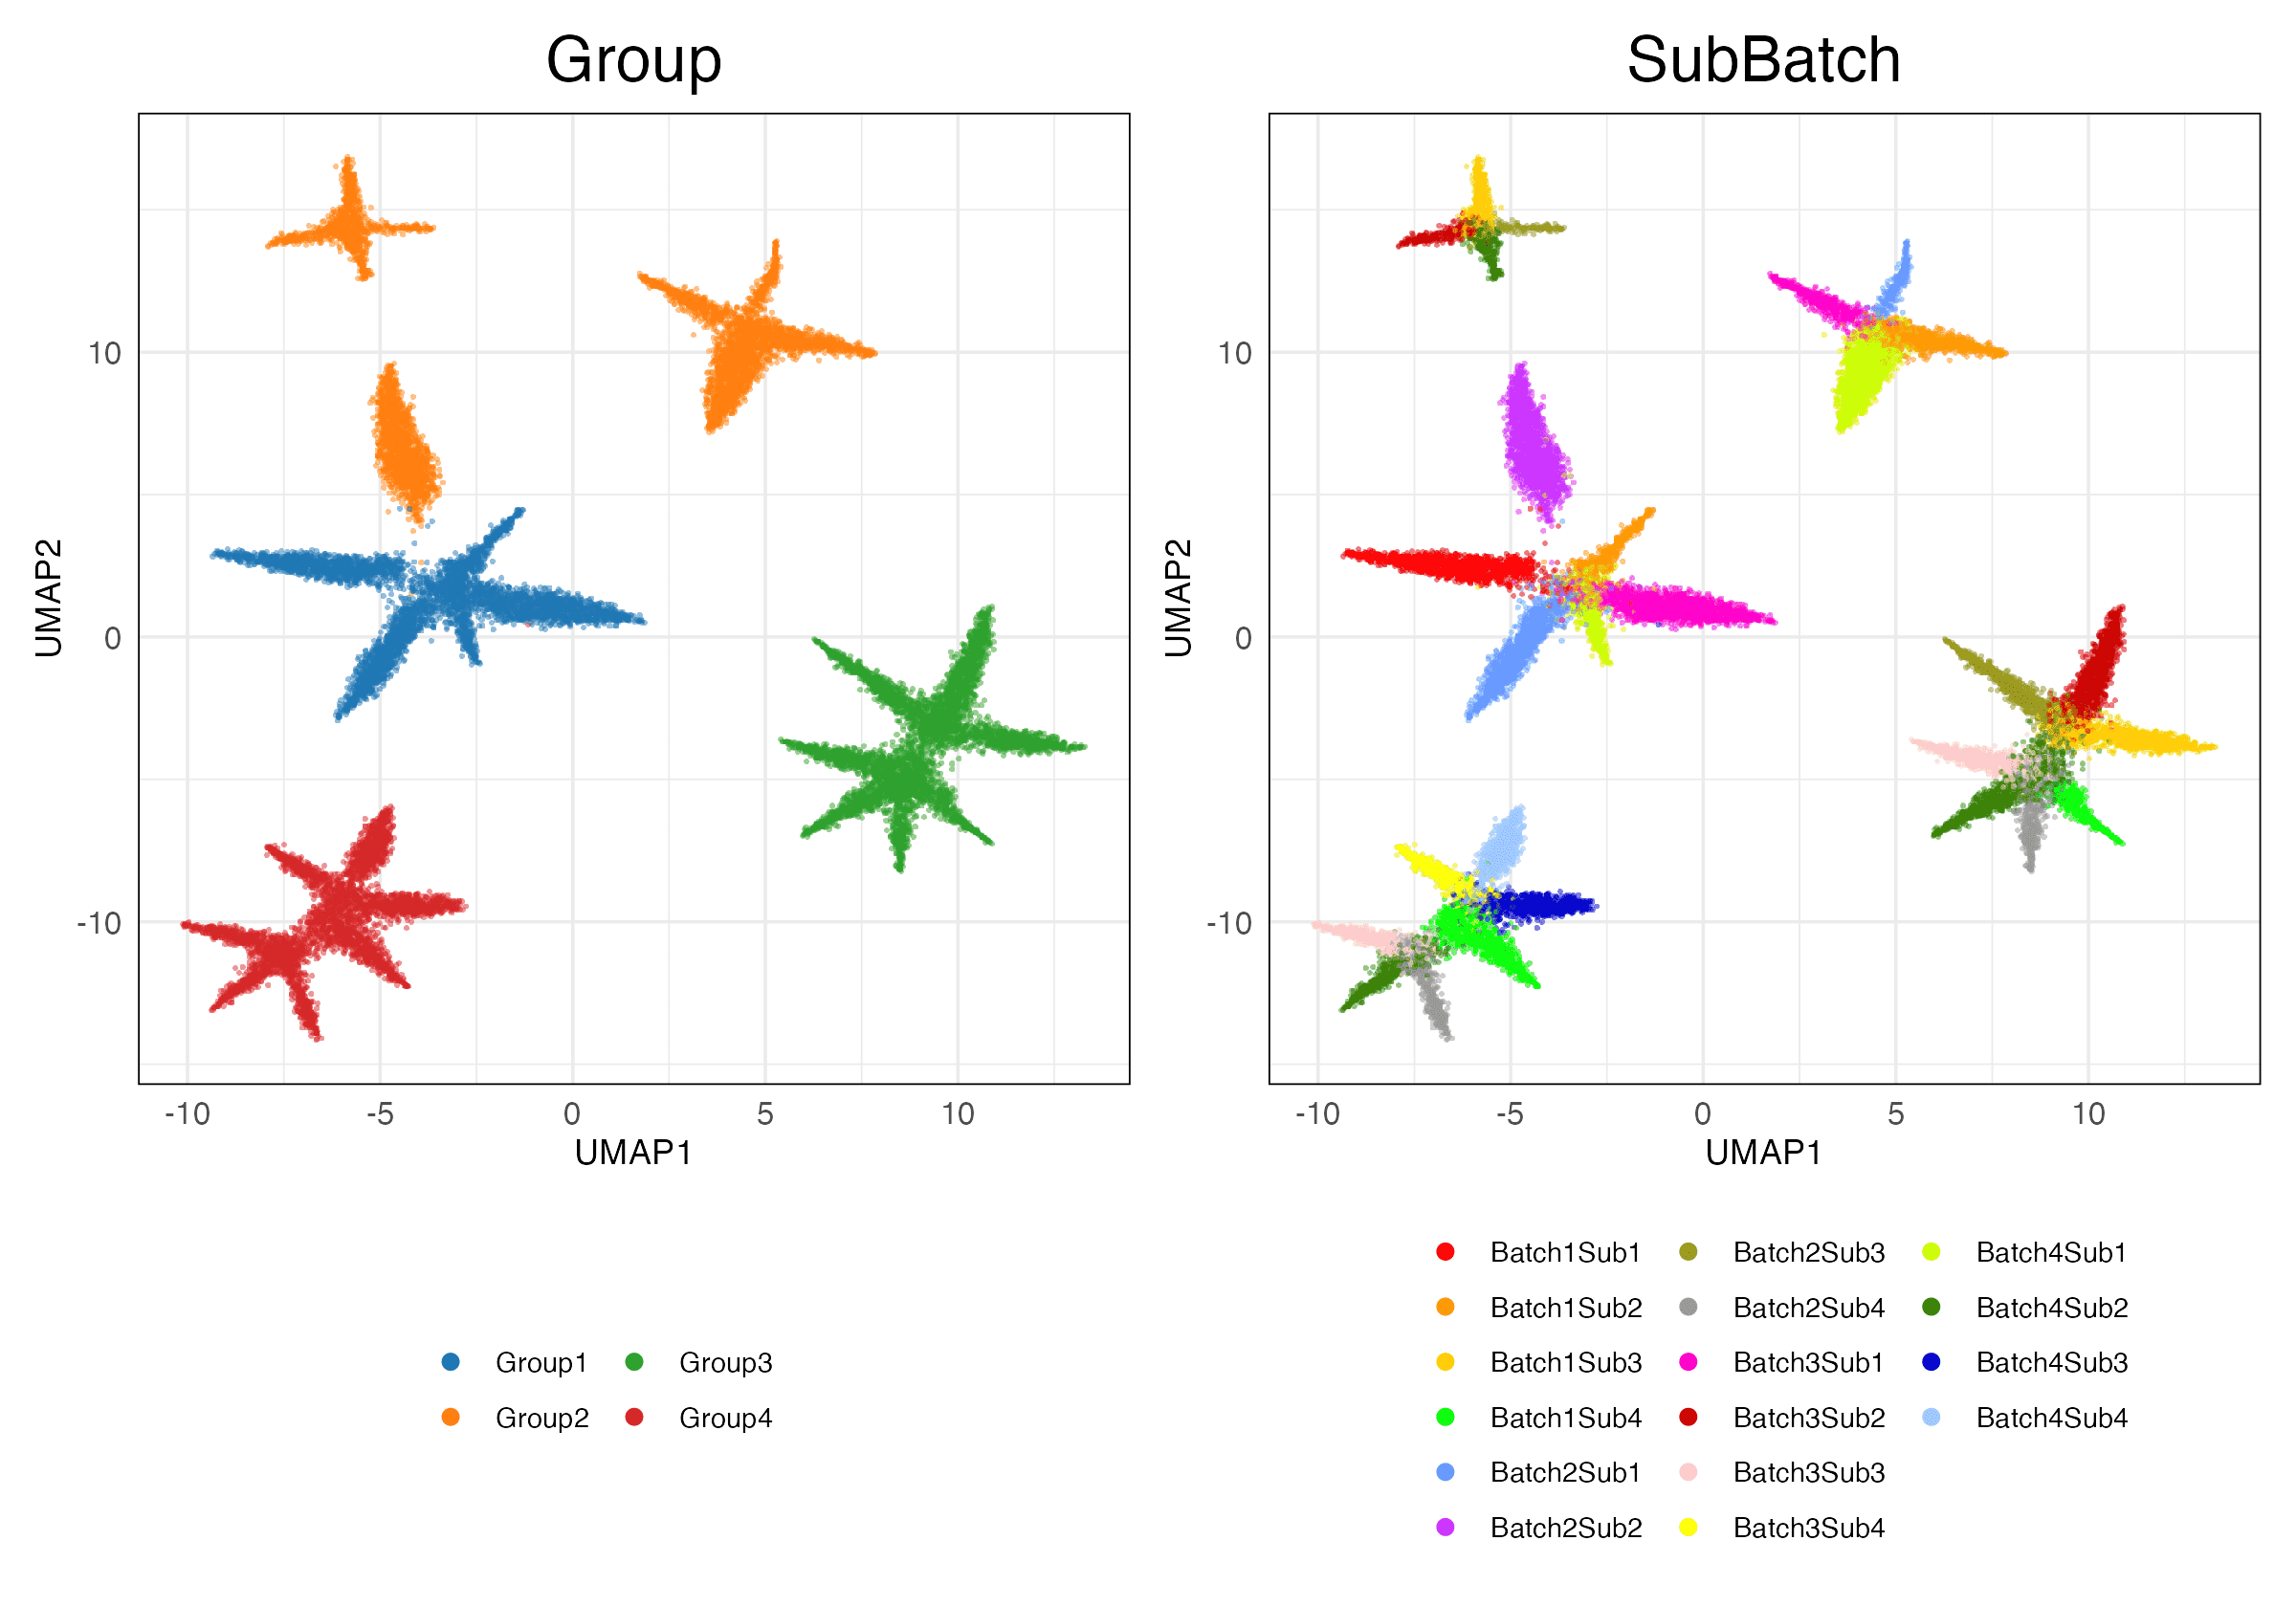 Group
SubBatch
UMAP2
10
0
-10
-10 -5 0 5 10
UMAP1
UMAP2
10
0
-10
-10 -5 0 5 10
UMAP1
Group1 Group3
Group2 Group4
Batch1Sub1 Batch2Sub3 Batch4Sub1
Batch1Sub2 Batch2Sub4 Batch4Sub2
Batch1Sub3 Batch3Sub1 Batch4Sub3
Batch1Sub4 Batch3Sub2 Batch4Sub4
Batch2Sub1 Batch3Sub3
Batch2Sub2 Batch3Sub4